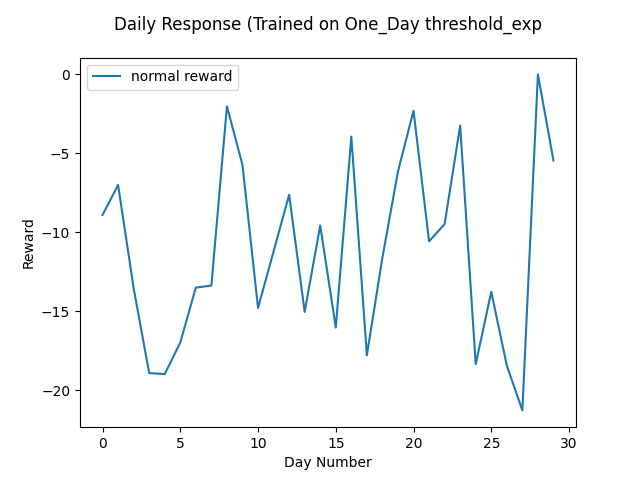 Daily Response (Trained on One_Day threshold_exp
normal reward
0
−5
−10
−15
−20
Reward
0 5 10 15 20 25 30
Day Number